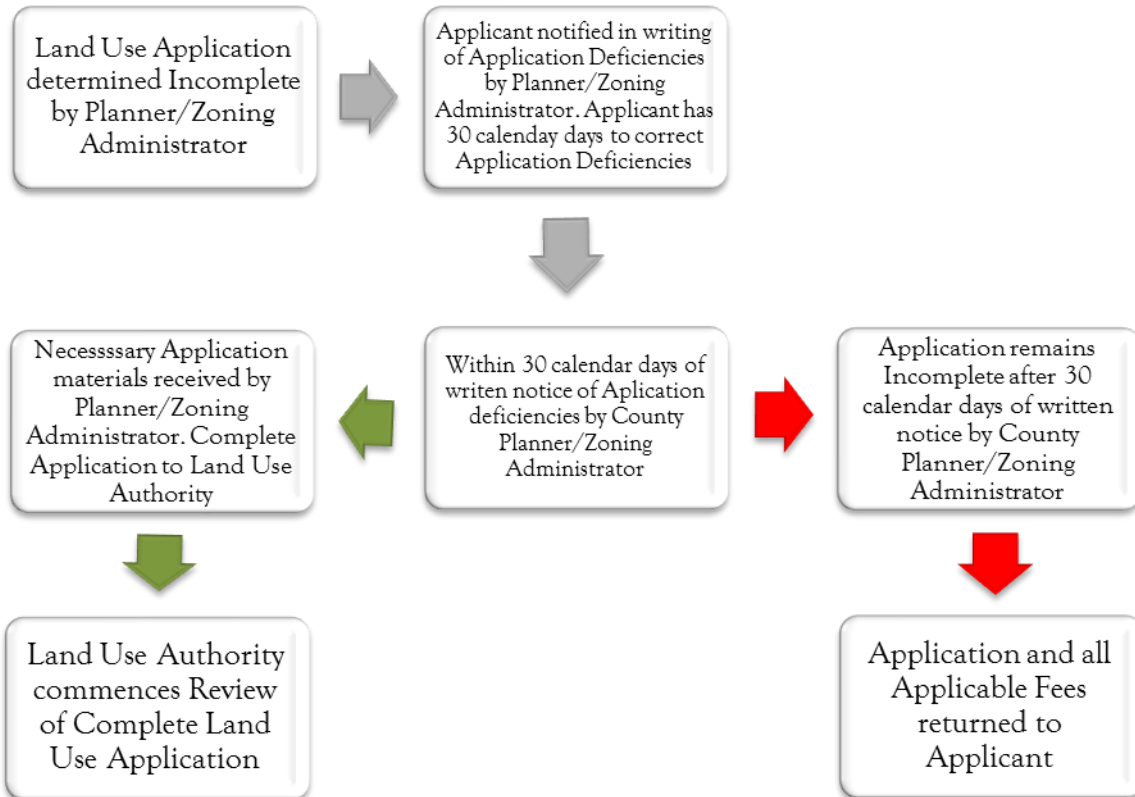 Land Use Application
determined Incomplete
by Planner/Zoning
Administrator
Applicant notified in writing
of Application Deficiencies
by Planner/Zoning
Administrator. Applicant has
30 calenday days to correct
Application Deficiencies
Necesssary Application
materials received by
Planner/Zoning
Administrator. Complete
Application to Land Use
Authority
Within 30 calendar days of
writen notice of Aplication
deficiencies by County
Planner/Zoning
Administrator
Application remains
Incomplete after 30
calendar days of written
notice by County
Planner/Zoning
Administrator
Land Use Authority
commences Review
of Complete Land
Use Application
Application and all
Applicable Fees
returned to
Applicant